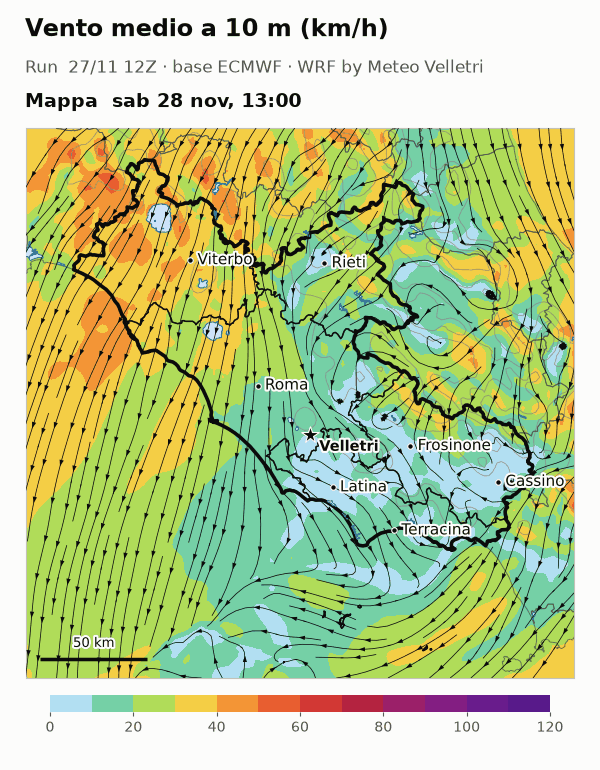 Vento medio a 10 m (km/h)
Run 27/11 12Z · base ECMWF · WRF by Meteo Velletri
Mappa sab 28 nov, 13:00
Viterbo
Rieti
Roma
Velletri
Frosinone
Latina
Cassino
Terracina
50 km
0 20 40 60 80 100 120